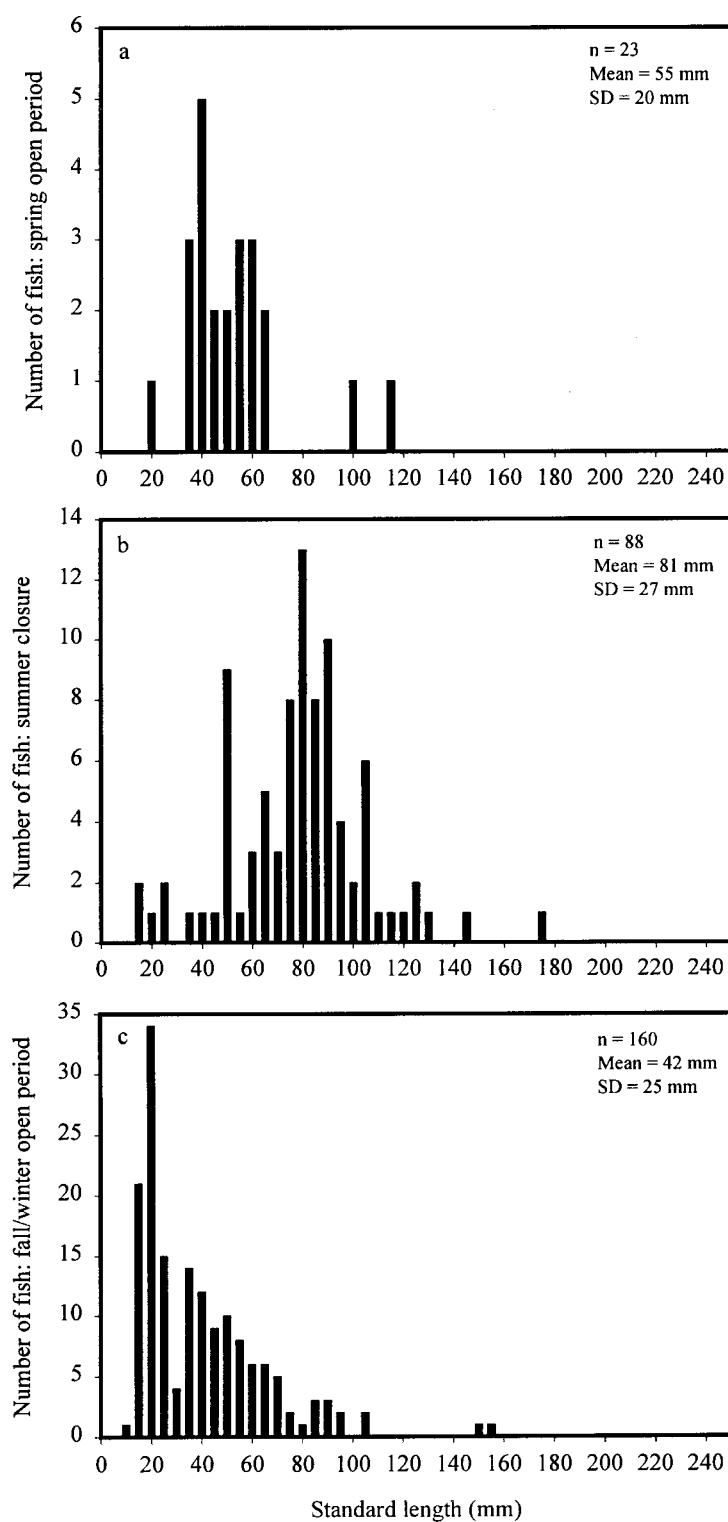 6
5
4
3
2
1
0
Number of fish: spring open period
a
n = 23
Mean = 55 mm
SD = 20 mm
0 20 40 60 80 100 120 140 160 180 200 220 240
14
12
10
8
6
4
2
0
Number of fish: summer closure
b
n = 88
Mean = 81 mm
SD = 27 mm
0 20 40 60 80 100 120 140 160 180 200 220 240
35
30
25
20
15
10
5
0
Number of fish: fall/winter open period
c
n = 160
Mean = 42 mm
SD = 25 mm
0 20 40 60 80 100 120 140 160 180 200 220 240
Standard length (mm)